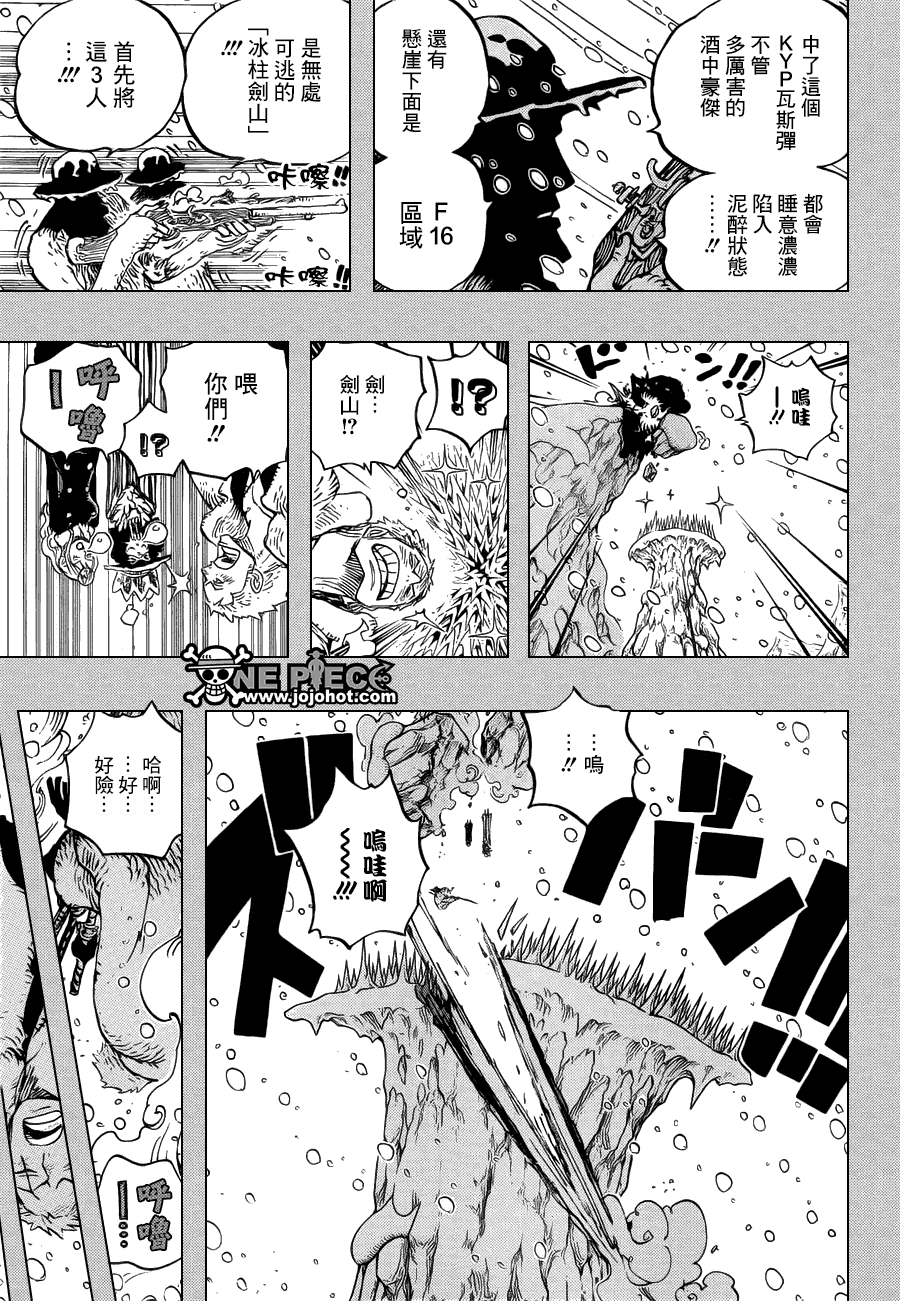 中了這個
KYP瓦斯彈
不管
多厲害的
酒中豪傑
都會
睡意濃濃
陷入
泥醉狀態
……!!
還有
懸崖下面是
F16
區域
是無處
可逃的
「冰柱劍山」
!!!
首先將
這3人
…!!!
咔嚓!!
咔嚓!!
嗚哇
—!!
ドン!!
!?
劍…
劍山!?
喂
你們!!
!?
呼嚕
—
ONE PIECE
www.jojohot.com
……嗚
…!!
嗚哇啊
~~~!!!
ズバン!!!
哈啊…
…好…
好險…
呼嚕
—…